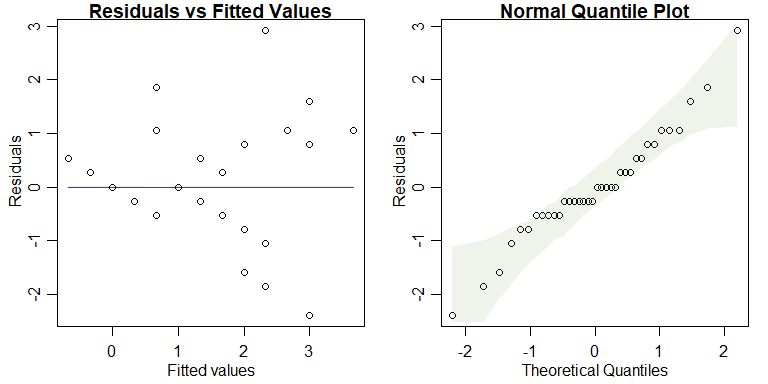 Residuals vs Fitted Values
Residuals
3
2
1
0
-1
-2
0 1 2 3
Fitted values
Normal Quantile Plot
Residuals
3
2
1
0
-1
-2
-2 -1 0 1 2
Theoretical Quantiles